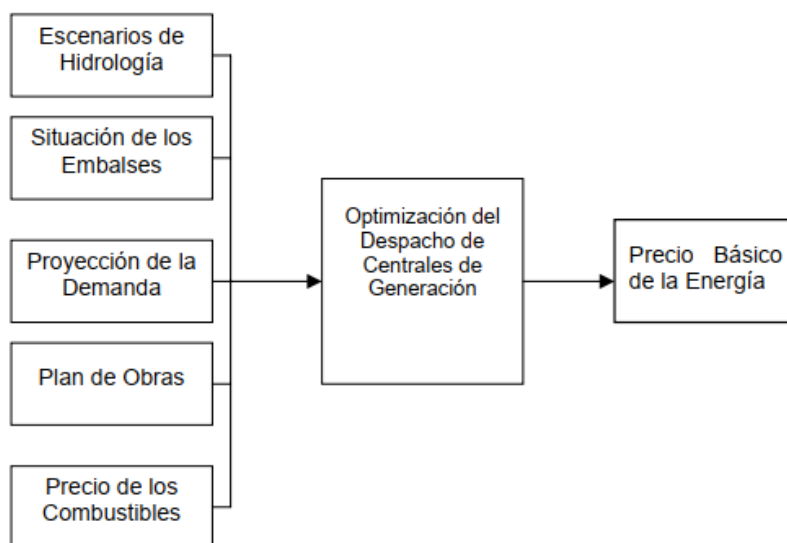 Escenarios de
Hidrología
Situación de los
Embalses
Proyección de la
Demanda
Plan de Obras
Precio de los
Combustibles
Optimización del
Despacho de
Centrales de
Generación
Precio Básico
de la Energía